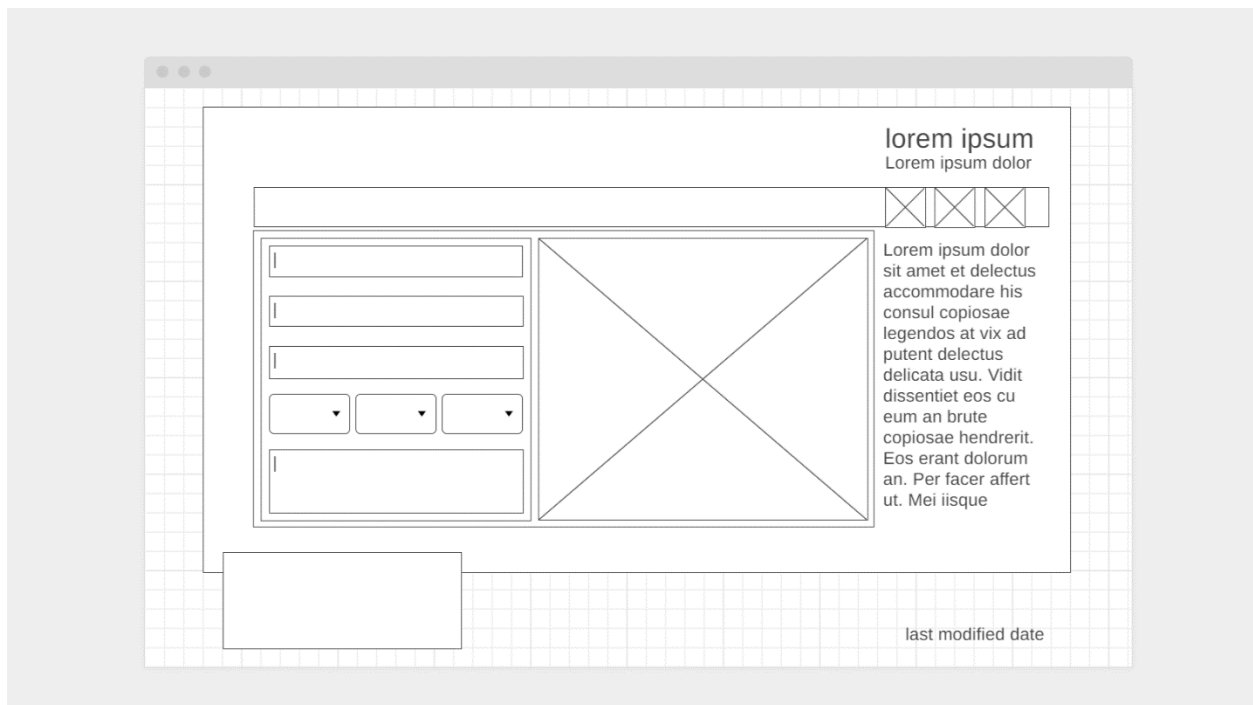 lorem ipsum
Lorem ipsum dolor
Lorem ipsum dolor
sit amet et delectus
accommodare his
consul copiosae
legendos at vix ad
putent delectus
delicata usu. Vidit
dissentiet eos cu
eum an brute
copiosae hendrerit.
Eos erant dolorum
an. Per facer affert
ut. Mei iisque
last modified date